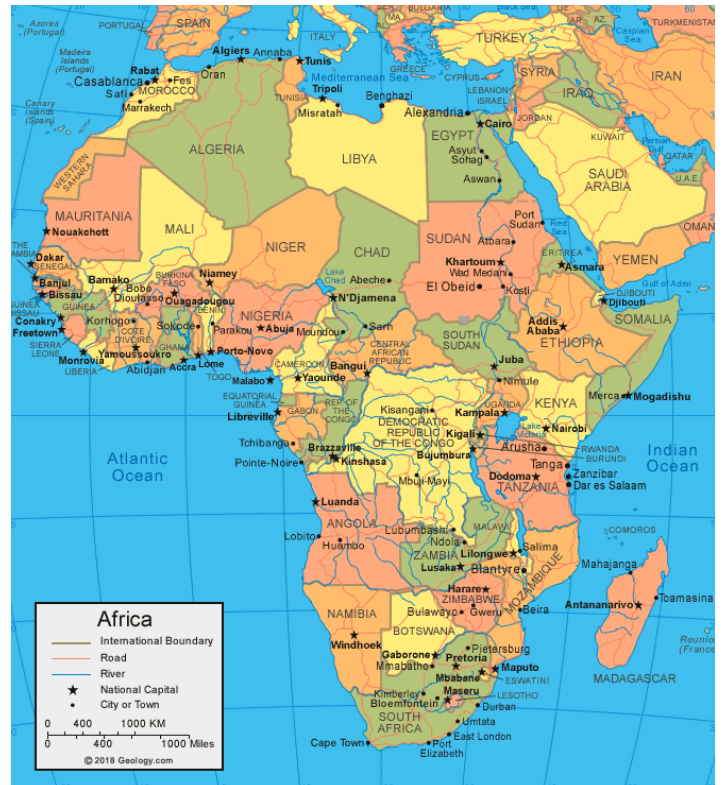 Azores
(Portugal)
PORTUGAL
SPAIN
ITALY
MA
AL
GE
AZ.
Black Sea
Caspian
Sea
TURKMENISTAN
TURKEY
Madeira
Islands
(Portugal)
Rabat
Casablanca
Safi
Fes
MOROCCO
Marrakech
Algiers
Annaba
Oran
Tunis
TUNISIA
Tripoli
Misratah
Mediterranean Sea
Benghazi
CYPRUS
LEBANON
ISRAEL
SYRIA
IRAQ
IRAN
JORDAN
KUWAIT
Persian
Gulf
QATAR
U.A.E.
OMAN
Canary
Islands
(Spain)
WESTERN
SAHARA
ALGERIA
LIBYA
Alexandria
Cairo
EGYPT
Asyut
Sohag
Aswan
SAUDI
ARABIA
Red
Sea
YEMEN
Gulf of Aden
MAURITANIA
Nouakchott
MALI
NIGER
CHAD
SUDAN
Port
Sudan
Atbara
Khartoum
Wad Medani
El Obeid
Kosti
ERITREA
Asmara
DJIBOUTI
Djibouti
SOMALIA
THE
GAMBIA
Dakar
SENEGAL
Banjul
Bissau
GUINEA
BISSAU
GUINEA
Conakry
Freetown
SIERRA
LEONE
Monrovia
LIBERIA
Bamako
Bobo
Dioulasso
BURKINA
FASO
Ouagadougou
Niamey
Korhogo
COTE
D'IVOIRE
Yamoussoukro
Abidjan
GHANA
Accra
Lome
TOGO
Sokode
BENIN
Parakou
Porto-Novo
NIGERIA
Abuja
Lake
Chad
Abeche
N'Djamena
Moundou
Sarh
CENTRAL
AFRICAN
REPUBLIC
Bangui
CAMEROON
Yaounde
Malabo
EQUATORIAL
GUINEA
Libreville
GABON
REP. OF
THE
CONGO
Tchibanga
Pointe-Noire
Brazzaville
Kinshasa
SOUTH
SUDAN
Juba
Nimule
Addis
Ababa
ETHIOPIA
Merca
Mogadishu
Kisangani
DEMOCRATIC
REPUBLIC
OF THE CONGO
Mbuji-Mayi
UGANDA
Kampala
KENYA
Nairobi
Lake
Victoria
Kigali
RWANDA
BURUNDI
Bujumbura
Arusha
Tanga
Zanzibar
Dar es Salaam
Dodoma
TANZANIA
Atlantic
Ocean
Indian
Ocean
Luanda
ANGOLA
Lobito
Huambo
Lubumbashi
Ndola
ZAMBIA
Lusaka
MALAWI
Lilongwe
Salima
Blantyre
MOZAMBIQUE
Beira
COMOROS
Mahajanga
Toamasina
Antananarivo
MADAGASCAR
Reunion
(France)
Harare
ZIMBABWE
Bulawayo
Gweru
NAMIBIA
Windhoek
BOTSWANA
Gaborone
Mmabatho
Pietersburg
Pretoria
Maputo
Mbabane
ESWATINI
Maseru
LESOTHO
Kimberley
Bloemfontein
Durban
SOUTH
AFRICA
Umtata
East London
Port
Elizabeth
Cape Town
Africa
International Boundary
Road
River
National Capital
City or Town
0 400 1000 KM
0 400 1000 Miles
© 2018 Geology.com